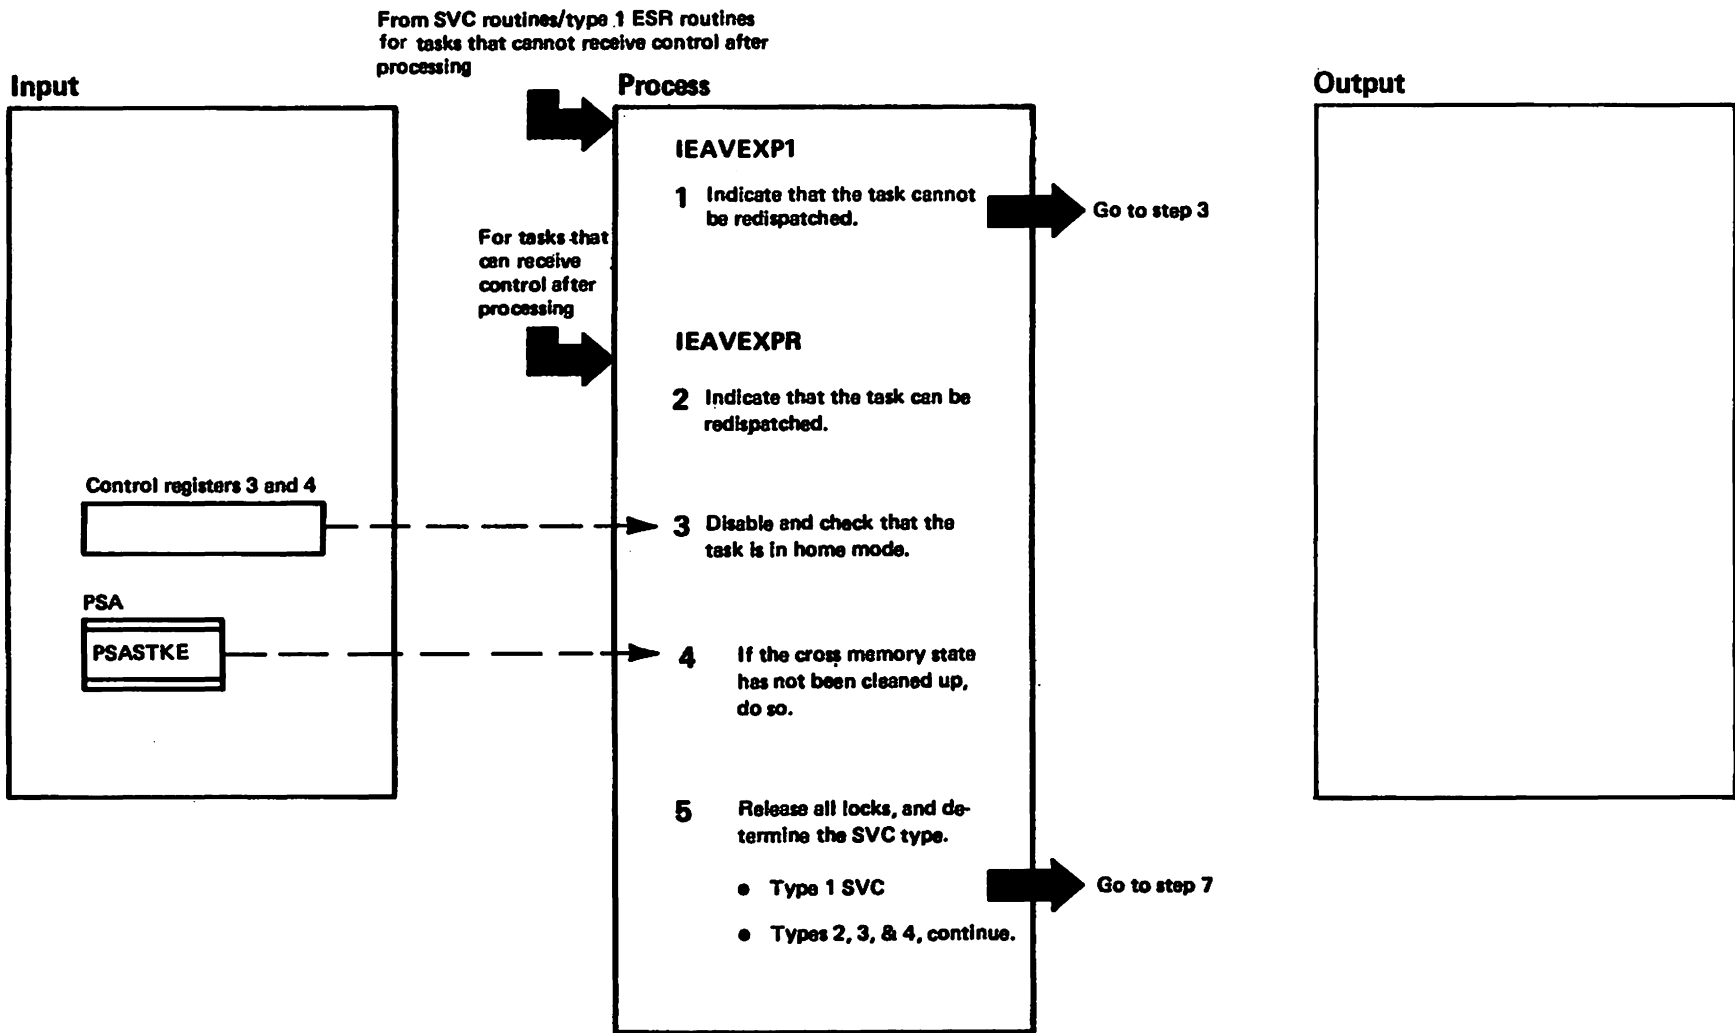 From SVC routines/type 1 ESR routines
for tasks that cannot receive control after
processing
Input
Process
Output
IEAVEXP1
1 Indicate that the task cannot
be redispatched.
Go to step 3
For tasks that
can receive
control after
processing
IEAVEXPR
2 Indicate that the task can be
redispatched.
Control registers 3 and 4
3 Disable and check that the
task is in home mode.
PSA
PSASTKE
4 If the cross memory state
has not been cleaned up,
do so.
5 Release all locks, and de-
termine the SVC type.
● Type 1 SVC
Go to step 7
● Types 2, 3, & 4, continue.